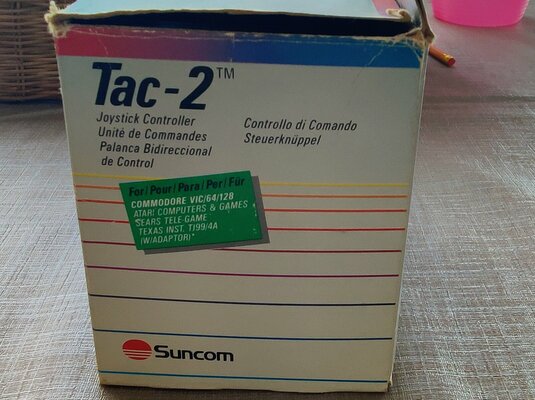 Tac-2™
Joystick Controller
Unité de Commandes
Palanca Bidireccional
de Control
Controllo di Comando
Steuerknüppel
For/Pour/Para/Per/Für
COMMODORE VIC/64/128
ATARI COMPUTERS & GAMES
SEARS TELE-GAME
TEXAS INST. TI99/4A
(W/ADAPTOR)*
Suncom